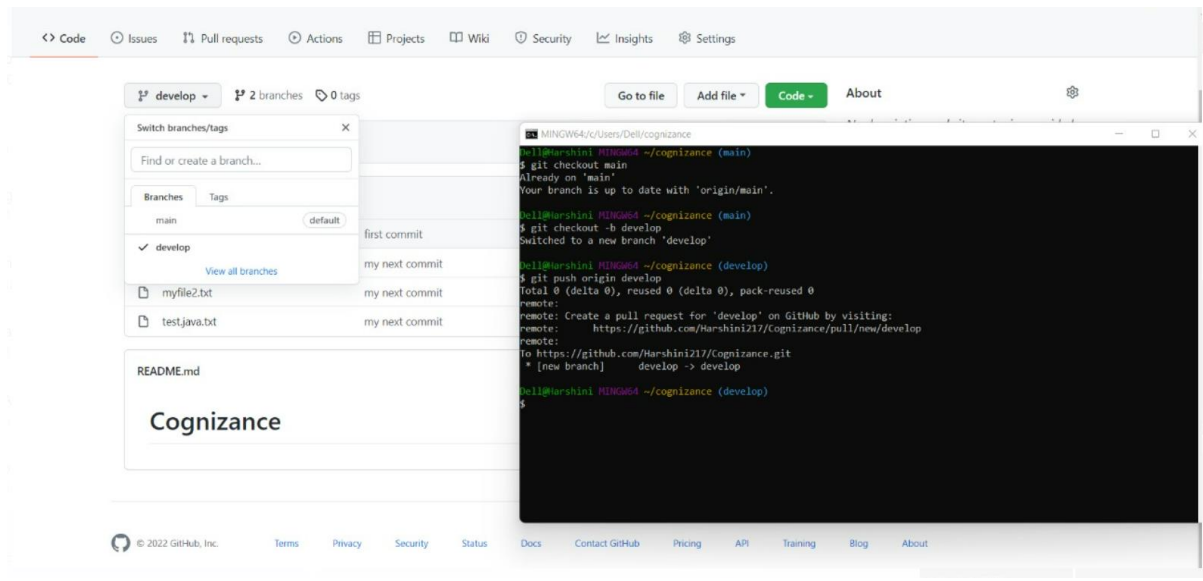 <> Code Issues Pull requests Actions Projects Wiki Security Insights Settings
develop 2 branches 0 tags Go to file Add file Code About
Switch branches/tags
Find or create a branch...
Branches Tags
main default
develop
View all branches
first commit
my next commit
myfile2.txt my next commit
test.java.txt my next commit
README.md
Cognizance
MINGW64:/c/Users/Dell/cognizance
Dell@Harshini MINGW64 ~/cognizance (main)
$ git checkout main
Already on 'main'
Your branch is up to date with 'origin/main'.
Dell@Harshini MINGW64 ~/cognizance (main)
$ git checkout -b develop
Switched to a new branch 'develop'
Dell@Harshini MINGW64 ~/cognizance (develop)
$ git push origin develop
Total 0 (delta 0), reused 0 (delta 0), pack-reused 0
remote:
remote: Create a pull request for 'develop' on GitHub by visiting:
remote: https://github.com/Harshini217/Cognizance/pull/new/develop
remote:
To https://github.com/Harshini217/Cognizance.git
* [new branch] develop -> develop
Dell@Harshini MINGW64 ~/cognizance (develop)
$
© 2022 GitHub, Inc. Terms Privacy Security Status Docs Contact GitHub Pricing API Training Blog About